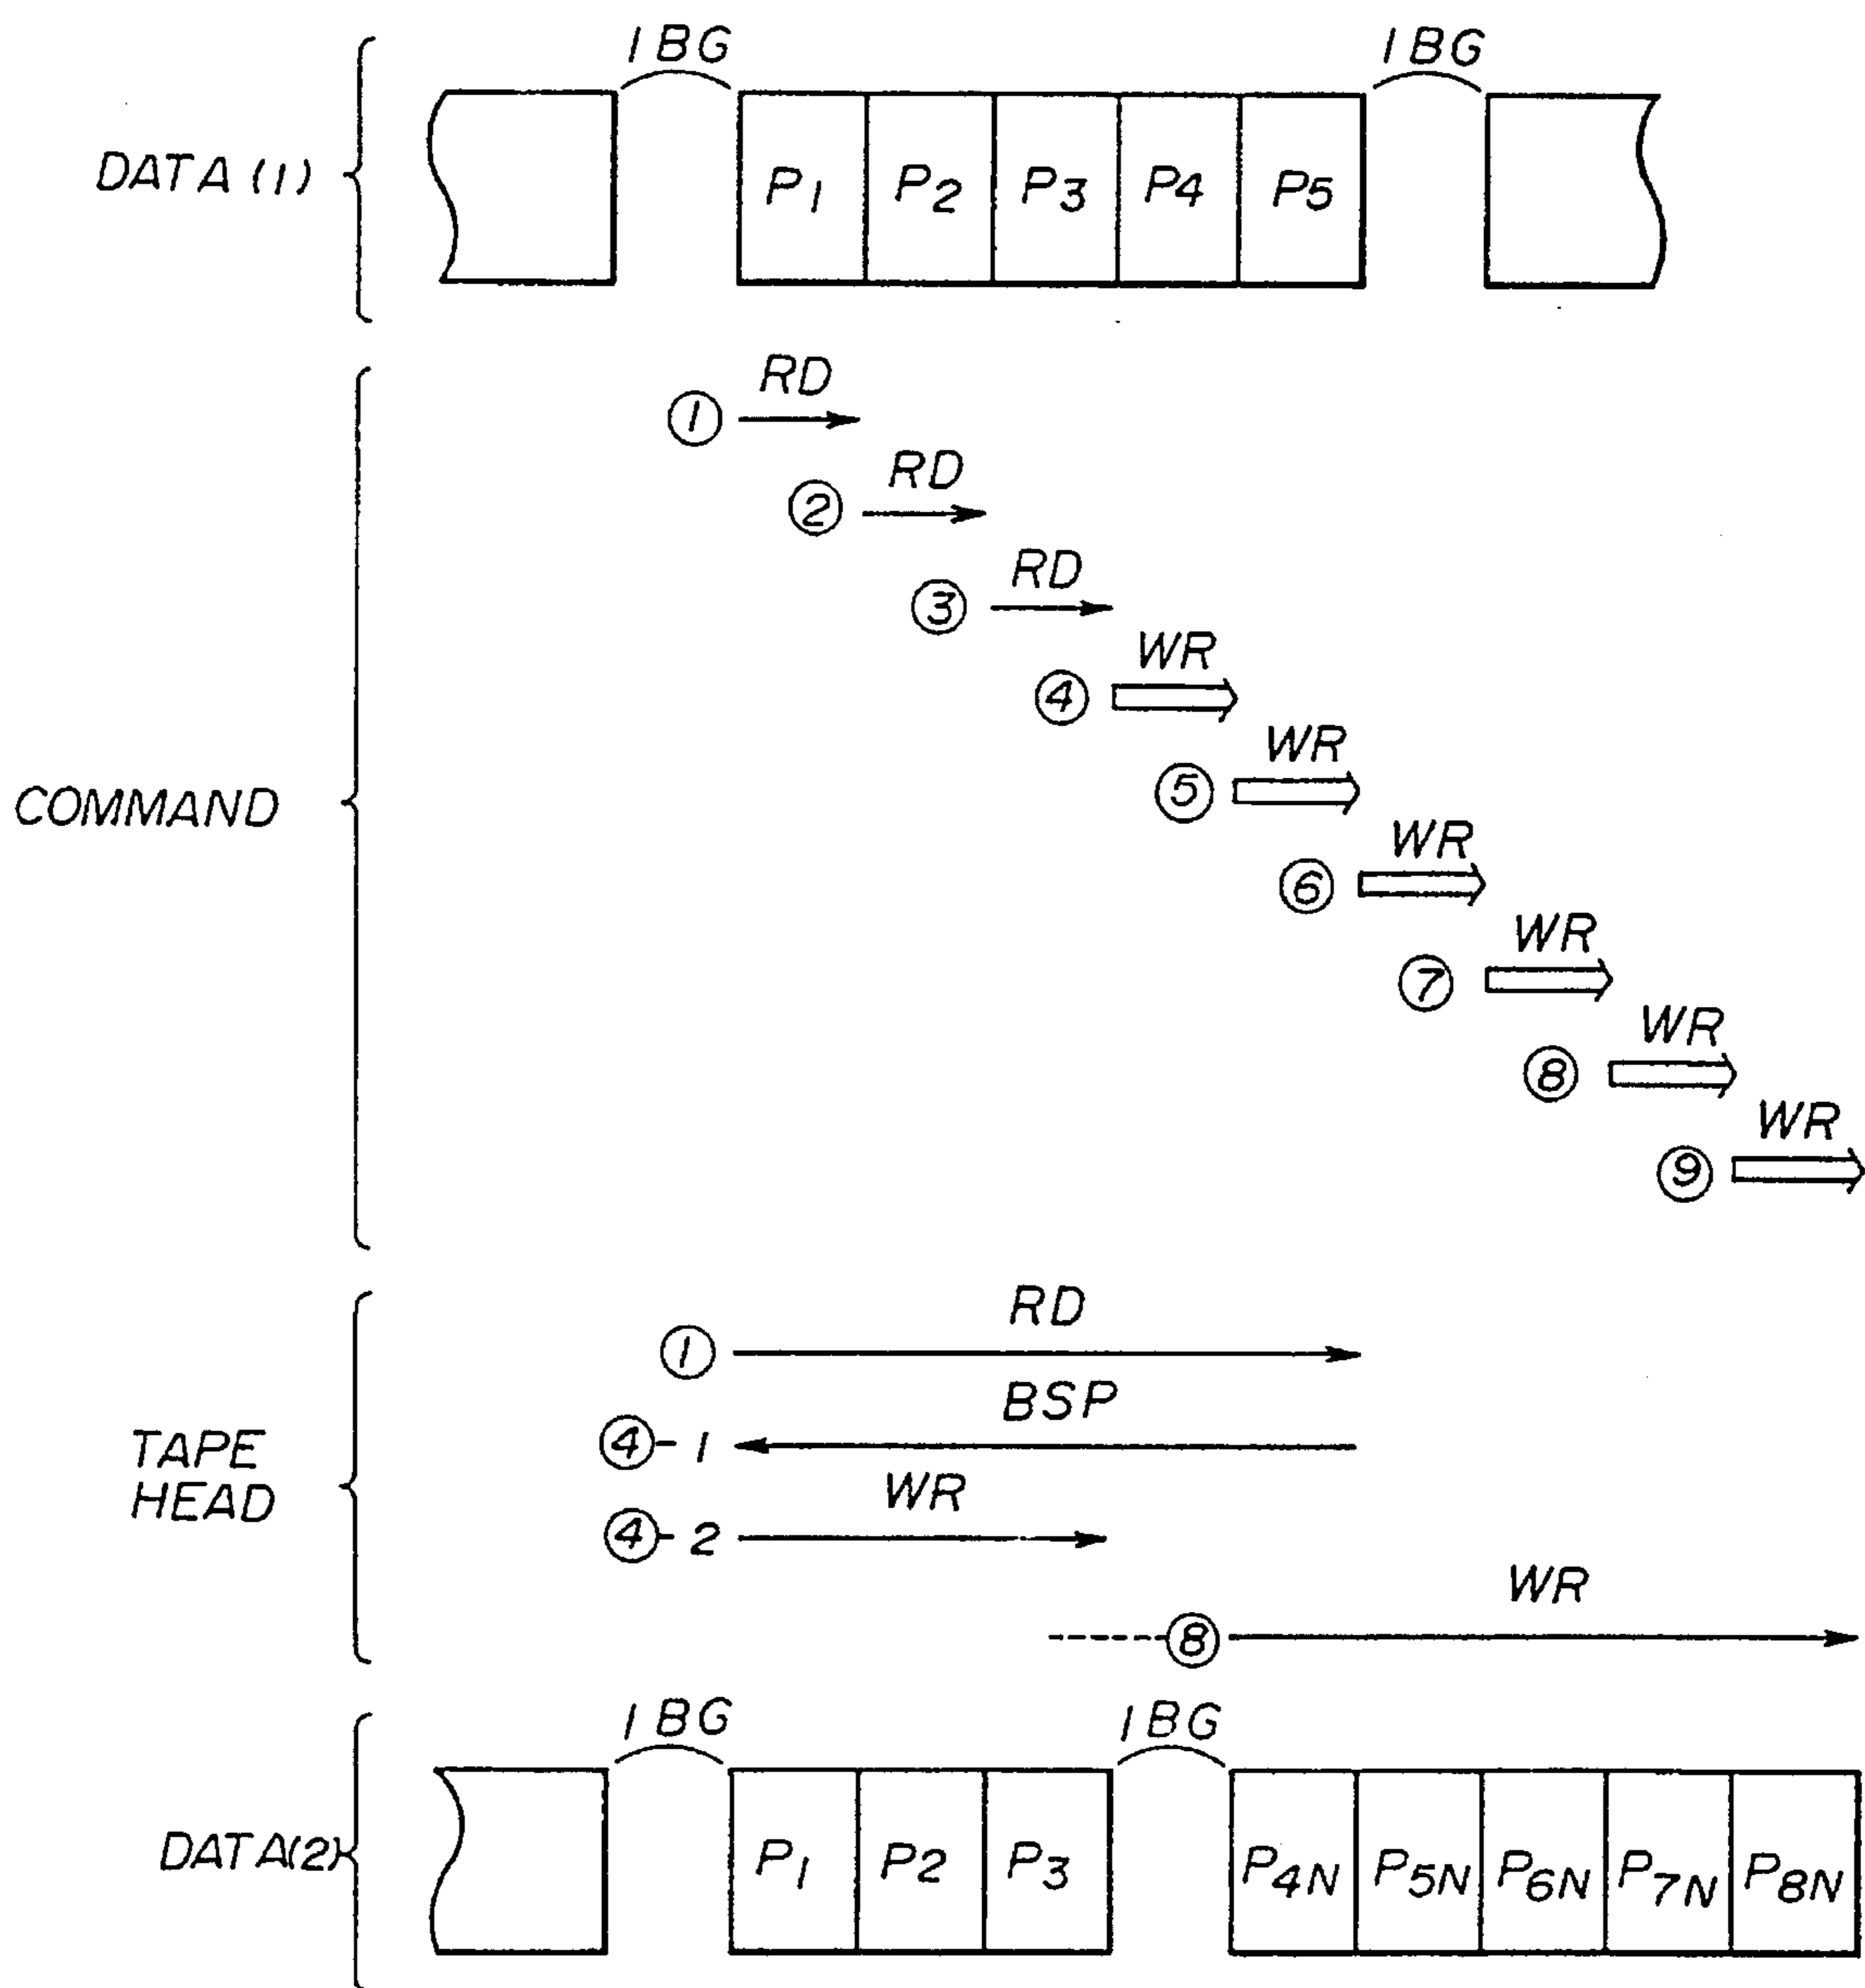 IBG IBG
DATA (1)
P1 P2 P3 P4 P5
RD
①
RD
②
RD
③
WR
④
WR
⑤
COMMAND
WR
⑥
WR
⑦
WR
⑧
WR
⑨
RD
①
BSP
④-1
TAPE
HEAD
WR
④-2
WR
⑧
IBG IBG
DATA(2)
P1 P2 P3 P4N P5N P6N P7N P8N